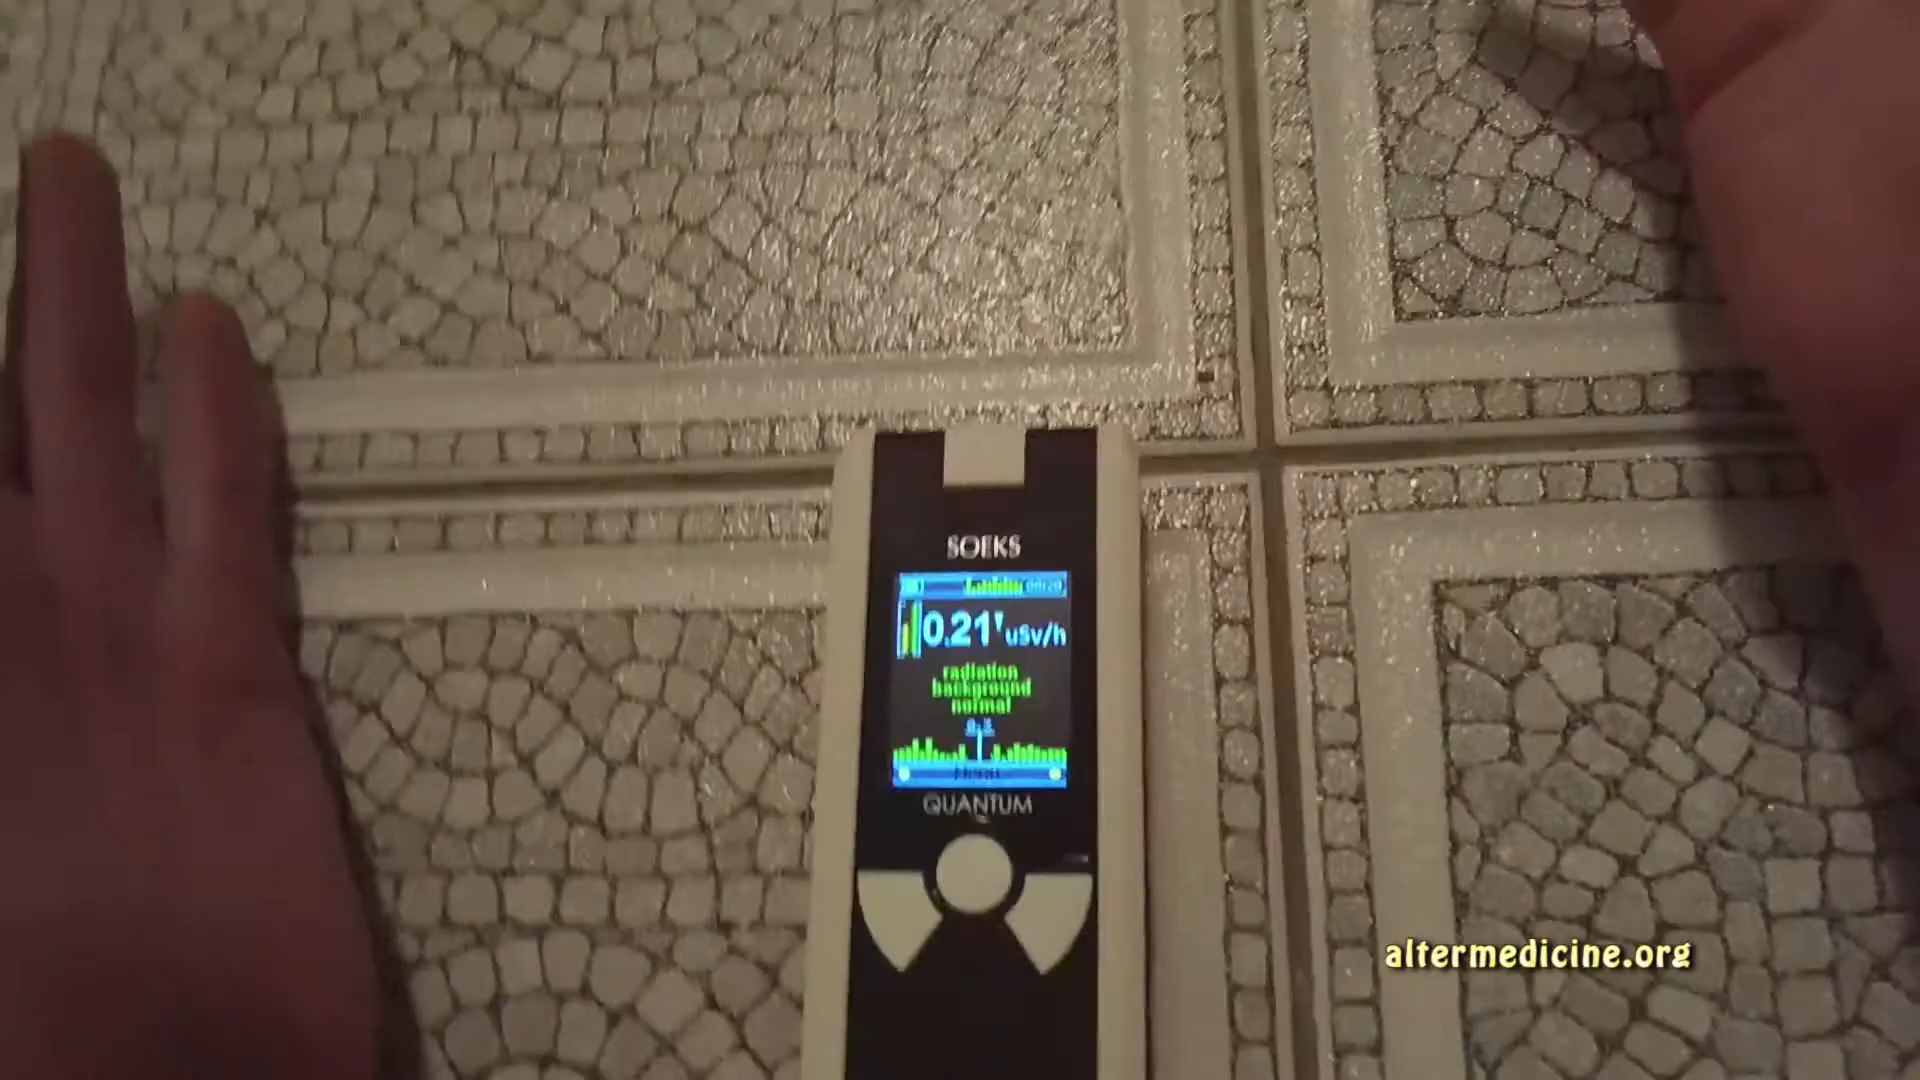 SOEKS
0.21 uSv/h
radiation
background
normal
QUANTUM
altermedicine.org